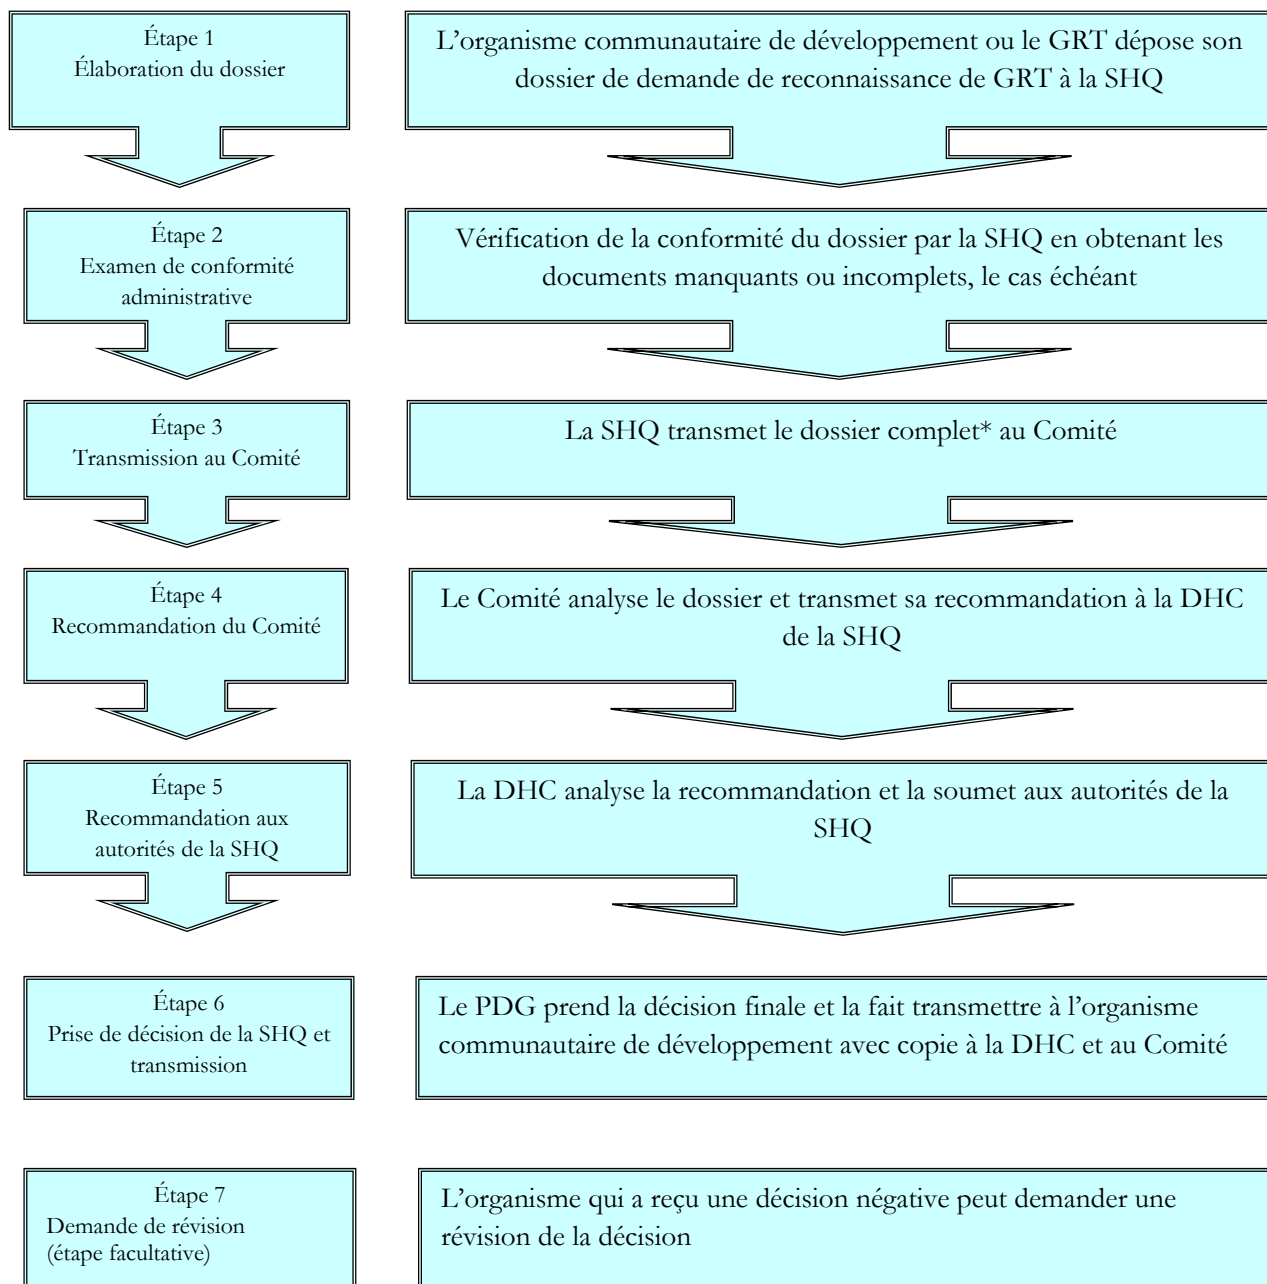 Étape 1
Élaboration du dossier
L'organisme communautaire de développement ou le GRT dépose son
dossier de demande de reconnaissance de GRT à la SHQ
Étape 2
Examen de conformité
administrative
Vérification de la conformité du dossier par la SHQ en obtenant les
documents manquants ou incomplets, le cas échéant
Étape 3
Transmission au Comité
La SHQ transmet le dossier complet* au Comité
Étape 4
Recommandation du Comité
Le Comité analyse le dossier et transmet sa recommandation à la DHC
de la SHQ
Étape 5
Recommandation aux
autorités de la SHQ
La DHC analyse la recommandation et la soumet aux autorités de la
SHQ
Étape 6
Prise de décision de la SHQ et
transmission
Le PDG prend la décision finale et la fait transmettre à l'organisme
communautaire de développement avec copie à la DHC et au Comité
Étape 7
Demande de révision
(étape facultative)
L'organisme qui a reçu une décision négative peut demander une
révision de la décision